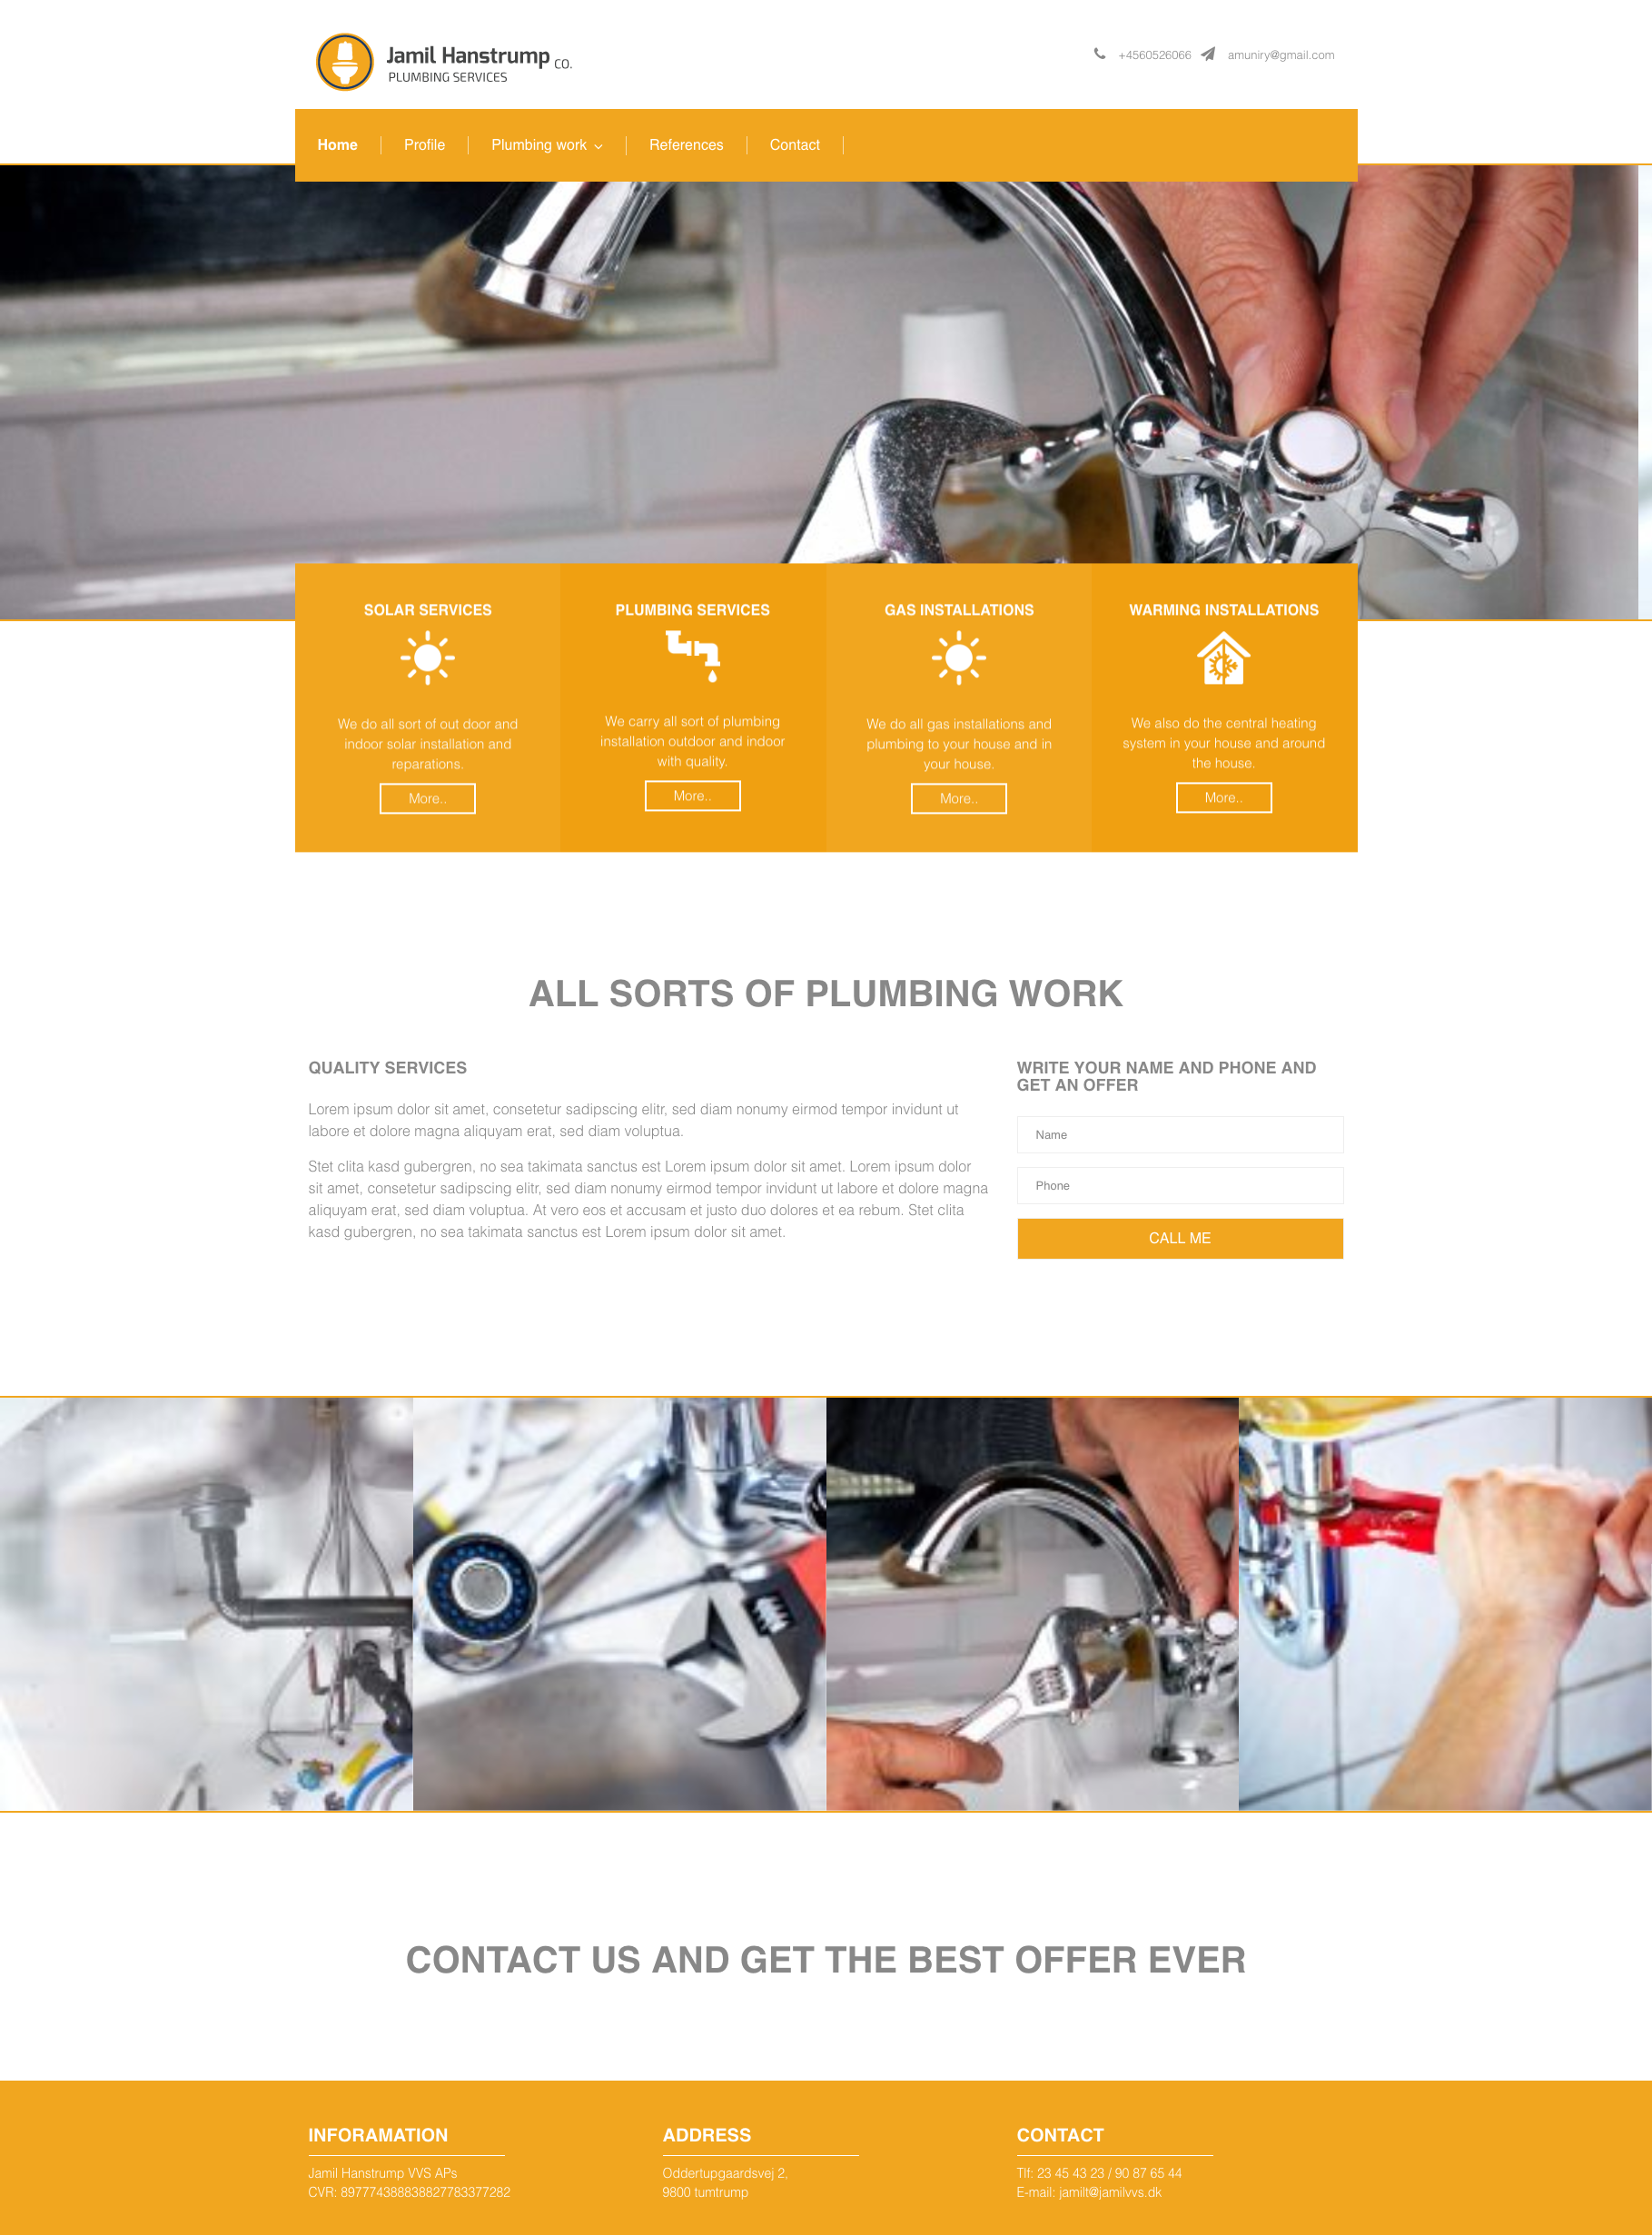 Jamil Hanstrump CO.
PLUMBING SERVICES
+4560526066 amuniry@gmail.com
Home Profile Plumbing work References Contact
SOLAR SERVICES
We do all sort of out door and
indoor solar installation and
reparations.
More..
PLUMBING SERVICES
We carry all sort of plumbing
installation outdoor and indoor
with quality.
More..
GAS INSTALLATIONS
We do all gas installations and
plumbing to your house and in
your house.
More..
WARMING INSTALLATIONS
We also do the central heating
system in your house and around
the house.
More..
ALL SORTS OF PLUMBING WORK
QUALITY SERVICES
Lorem ipsum dolor sit amet, consetetur sadipscing elitr, sed diam nonumy eirmod tempor invidunt ut
labore et dolore magna aliquyam erat, sed diam voluptua.
Stet clita kasd gubergren, no sea takimata sanctus est Lorem ipsum dolor sit amet. Lorem ipsum dolor
sit amet, consetetur sadipscing elitr, sed diam nonumy eirmod tempor invidunt ut labore et dolore magna
aliquyam erat, sed diam voluptua. At vero eos et accusam et justo duo dolores et ea rebum. Stet clita
kasd gubergren, no sea takimata sanctus est Lorem ipsum dolor sit amet.
WRITE YOUR NAME AND PHONE AND
GET AN OFFER
Name
Phone
CALL ME
CONTACT US AND GET THE BEST OFFER EVER
INFORAMATION
Jamil Hanstrump VVS APs
CVR: 897774388838827783377282
ADDRESS
Oddertupgaardsvej 2,
9800 tumtrump
CONTACT
Tlf: 23 45 43 23 / 90 87 65 44
E-mail: jamilt@jamilvvs.dk